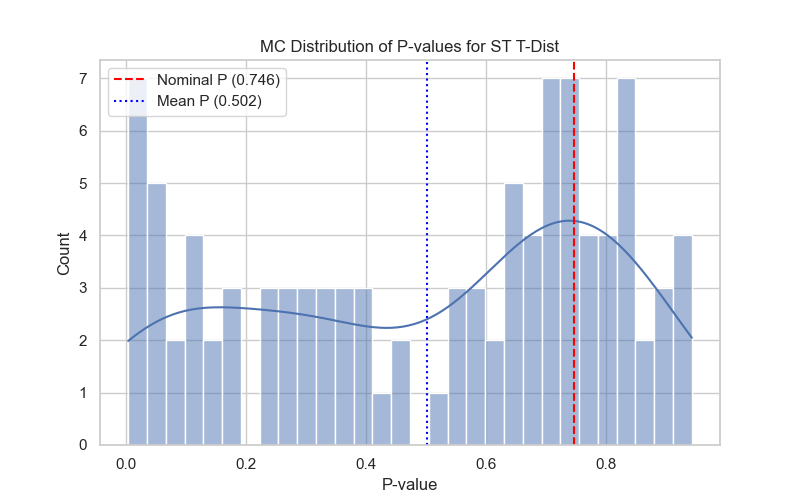 MC Distribution of P-values for ST T-Dist
Nominal P (0.746)
Mean P (0.502)
7
6
5
4
3
2
1
0
Count
0.0 0.2 0.4 0.6 0.8
P-value